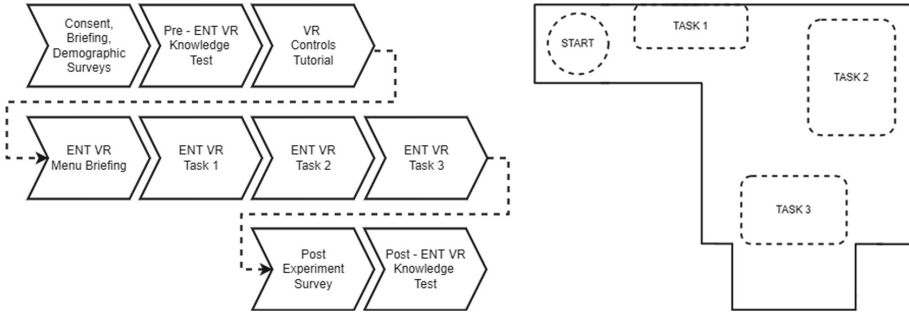 Consent,
Briefing,
Demographic
Surveys
Pre - ENT VR
Knowledge
Test
VR
Controls
Tutorial
ENT VR
Menu Briefing
ENT VR
Task 1
ENT VR
Task 2
ENT VR
Task 3
Post
Experiment
Survey
Post - ENT VR
Knowledge
Test
START
TASK 1
TASK 2
TASK 3